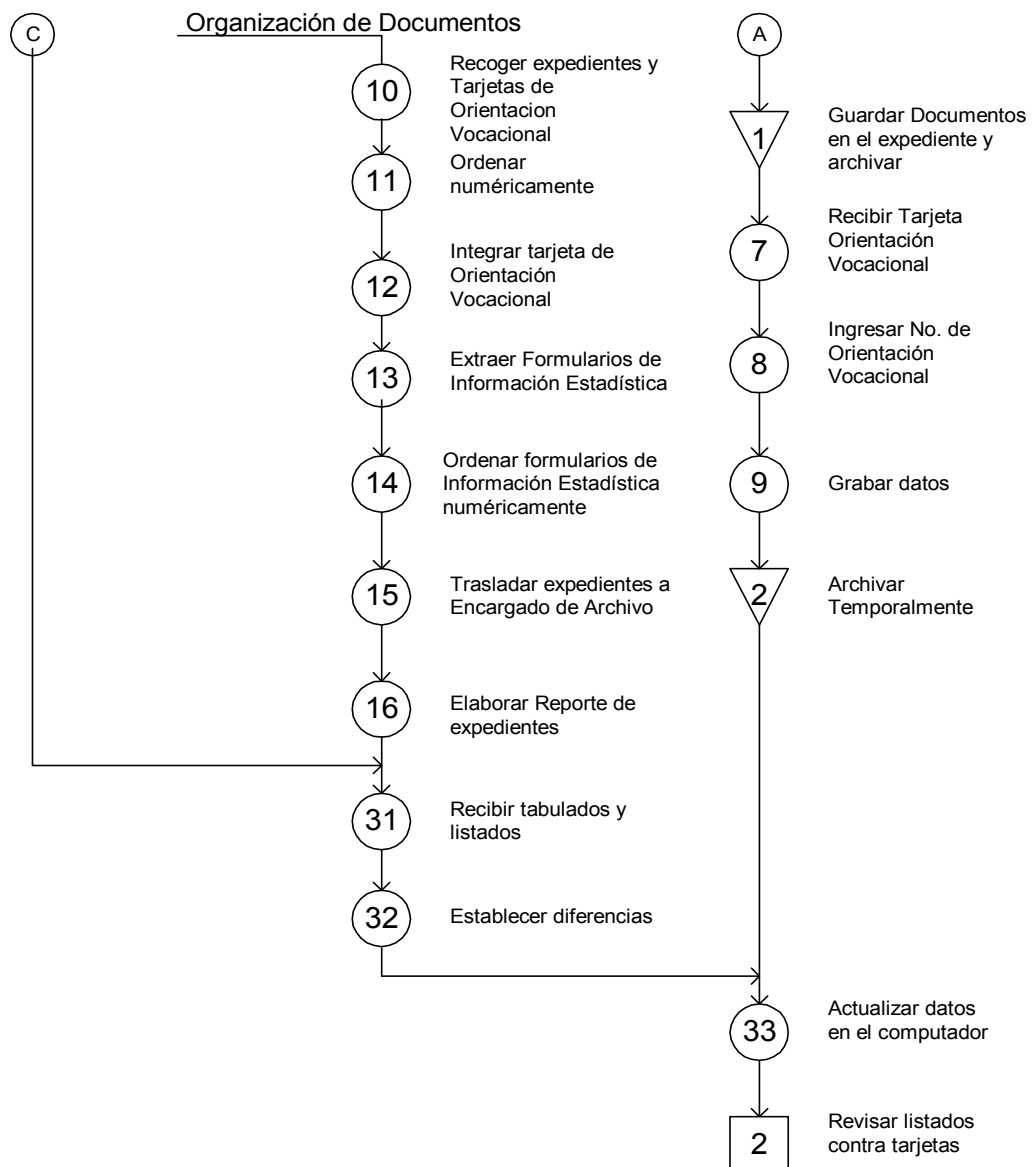 C
Organización de Documentos
A
10
Recoger expedientes y
Tarjetas de
Orientacion
Vocacional
11
Ordenar
numéricamente
12
Integrar tarjeta de
Orientación
Vocacional
13
Extraer Formularios de
Información Estadística
14
Ordenar formularios de
Información Estadística
numéricamente
15
Trasladar expedientes a
Encargado de Archivo
16
Elaborar Reporte de
expedientes
31
Recibir tabulados y
listados
32
Establecer diferencias
1
Guardar Documentos
en el expediente y
archivar
7
Recibir Tarjeta
Orientación
Vocacional
8
Ingresar No. de
Orientación
Vocacional
9
Grabar datos
2
Archivar
Temporalmente
33
Actualizar datos
en el computador
2
Revisar listados
contra tarjetas